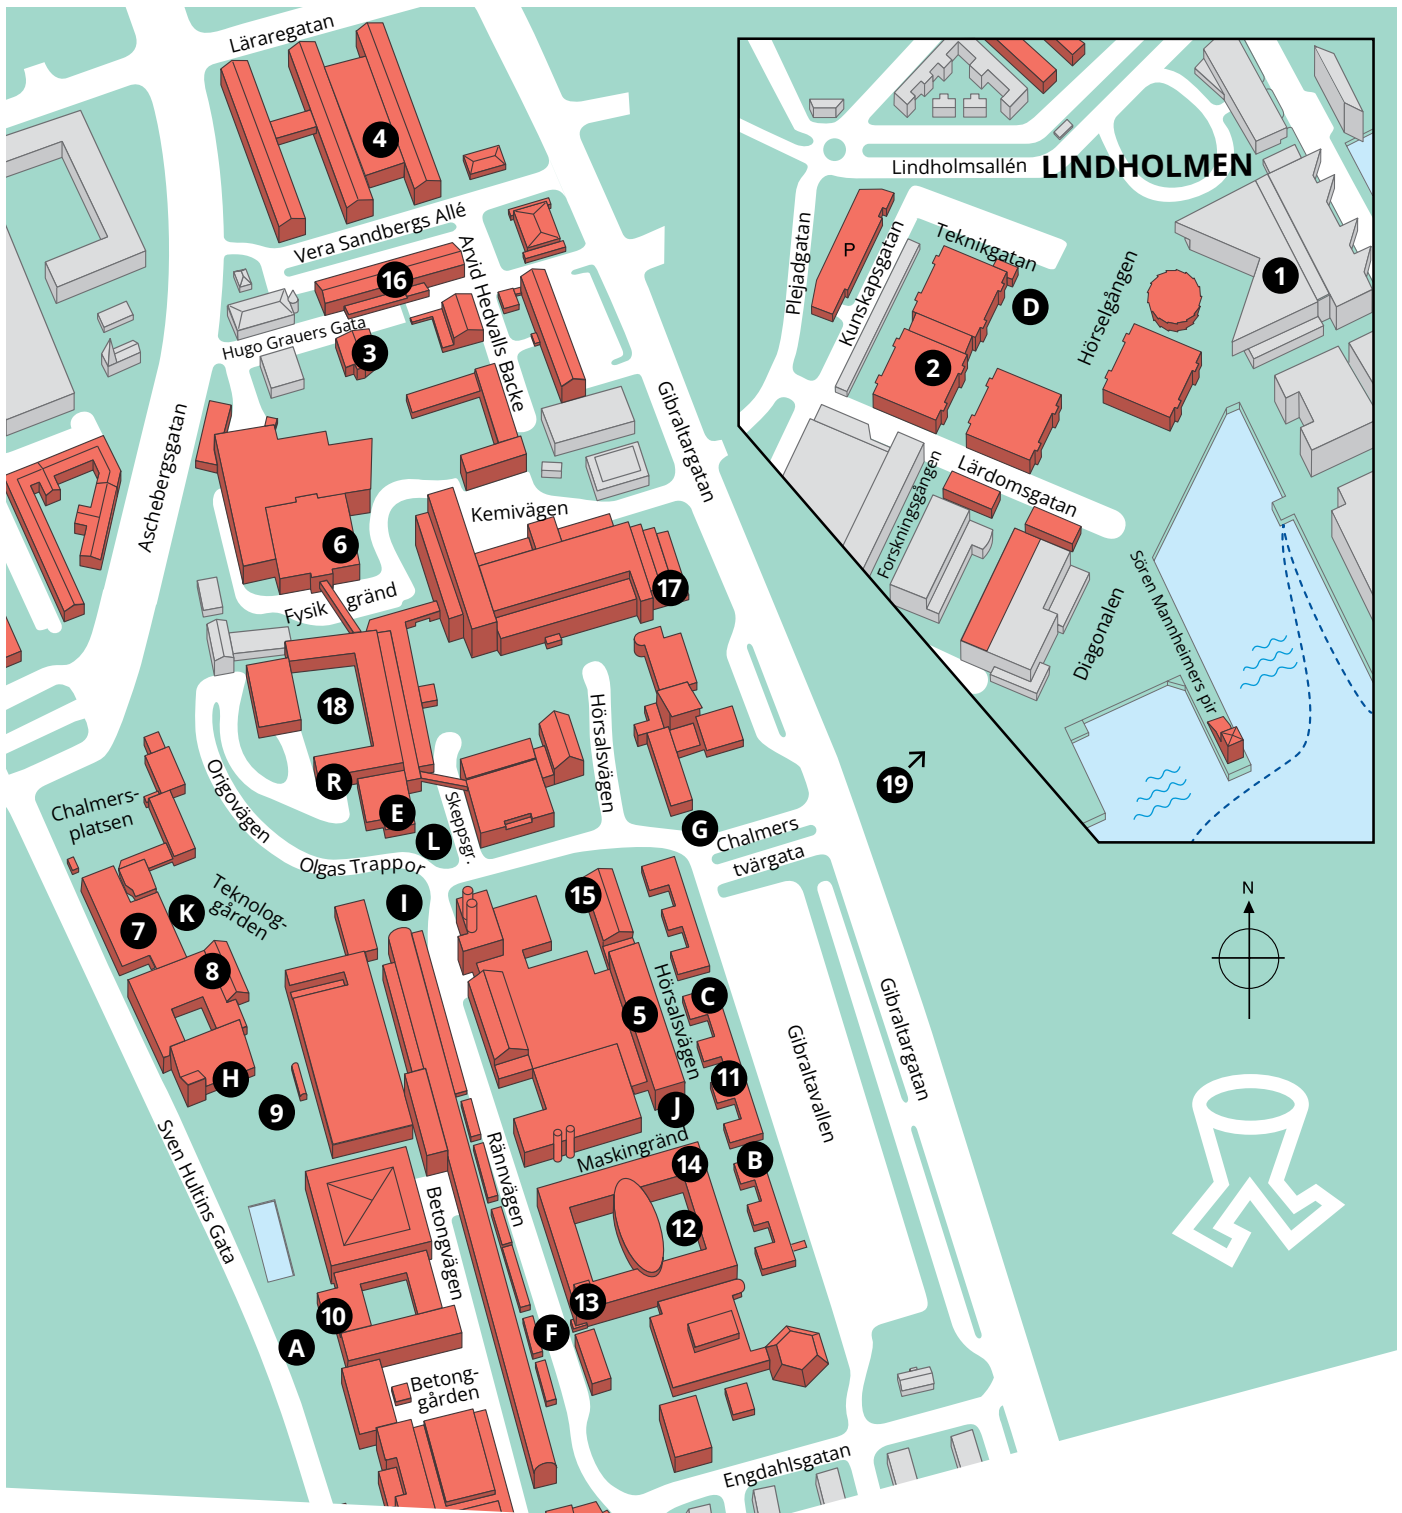 Läraregatan
4
Vera Sandbergs Allé
16
Arvid Hedvalls Backe
Hugo Grauers Gata
3
Gibraltargatan
Aschebergsgatan
Kemivägen
6
17
Fysik gränd
18
Hörsalsvägen
R
Origovägen
E
Skeppsgr.
L
G
Chalmers
tvärgata
Chalmers-
platsen
Olgas Trappor
I
Teknolog-
gården
K
7
8
15
5
Hörsalsvägen
C
H
9
11
J
Gibraltavallen
Gibraltargatan
Maskingränd
14
B
12
Sven Hultins Gata
Rännvägen
Betongvägen
13
10
F
A
Betong-
gården
Engdahlsgatan
19
N
LINDHOLMEN
Lindholmsallén
Plejadgatan
P
Kunskapsgatan
Teknikgatan
D
Hörselgången
1
2
Lärdomsgatan
Forskningsgången
Diagonalen
Sören Mannheimers pir